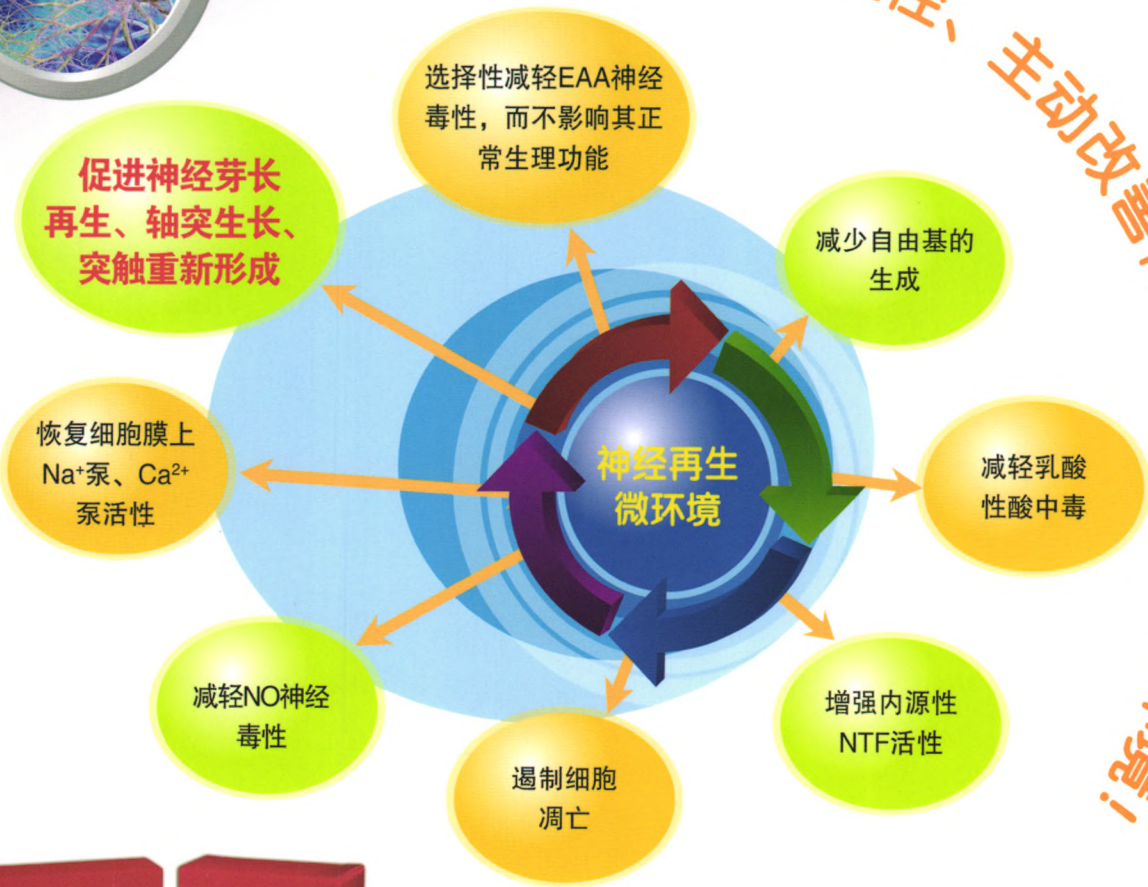 性、主动改善
境！
选择性减轻EAA神经
毒性，而不影响其正
常生理功能
促进神经芽长
再生、轴突生长、
突触重新形成
减少自由基的
生成
恢复细胞膜上
Na⁺泵、Ca²⁺
泵活性
神经再生
微环境
减轻乳酸
性酸中毒
减轻NO神经
毒性
增强内源性
NTF活性
遏制细胞
凋亡